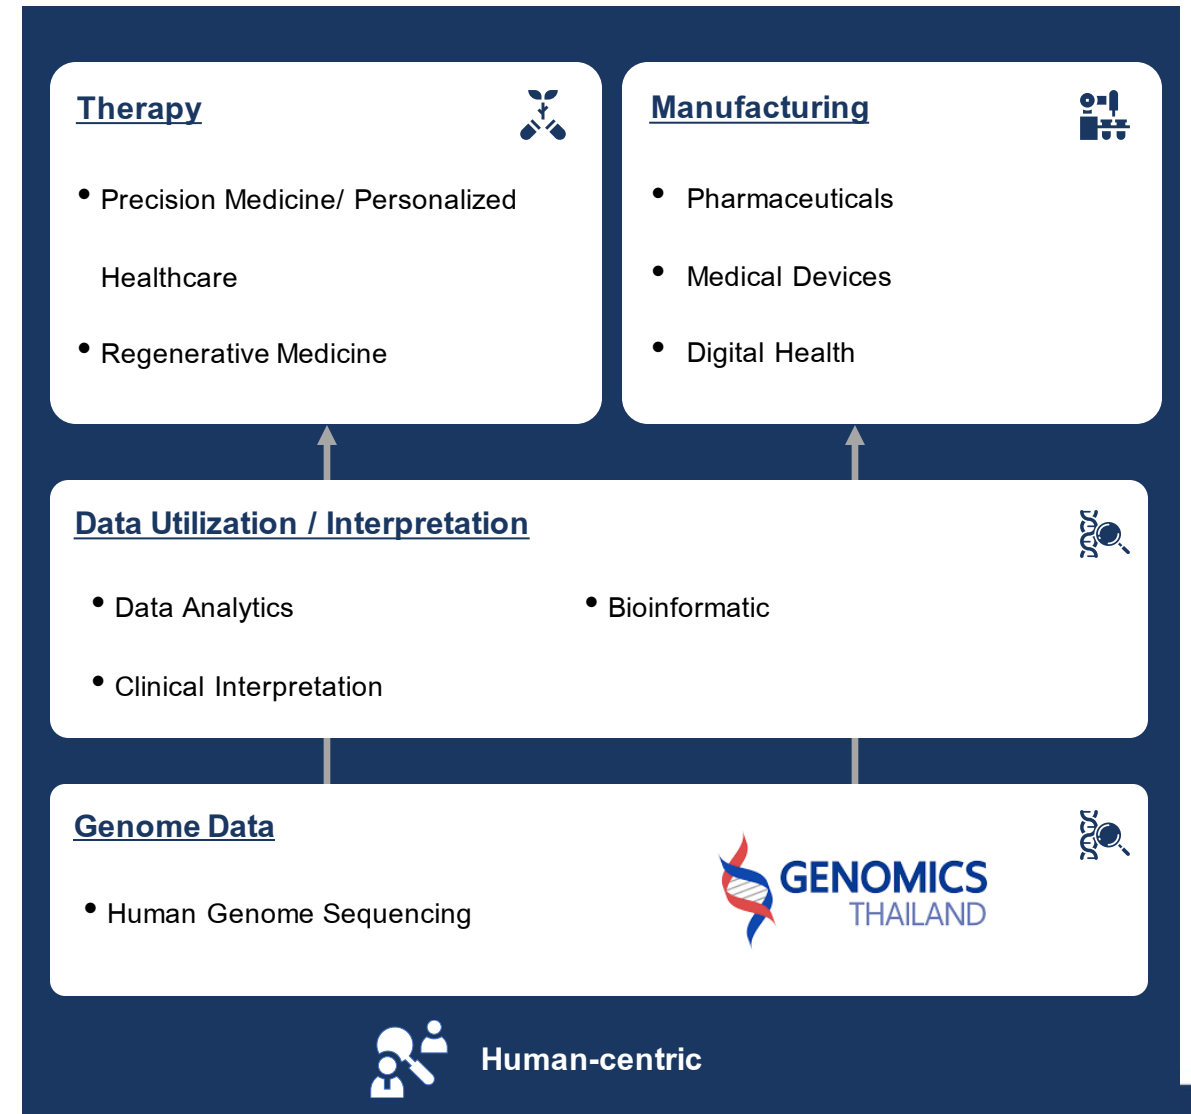 Therapy
• Precision Medicine/ Personalized
Healthcare
• Regenerative Medicine
Manufacturing
• Pharmaceuticals
• Medical Devices
• Digital Health
Data Utilization / Interpretation
• Data Analytics
• Clinical Interpretation
• Bioinformatic
Genome Data
• Human Genome Sequencing
GENOMICS
THAILAND
Human-centric